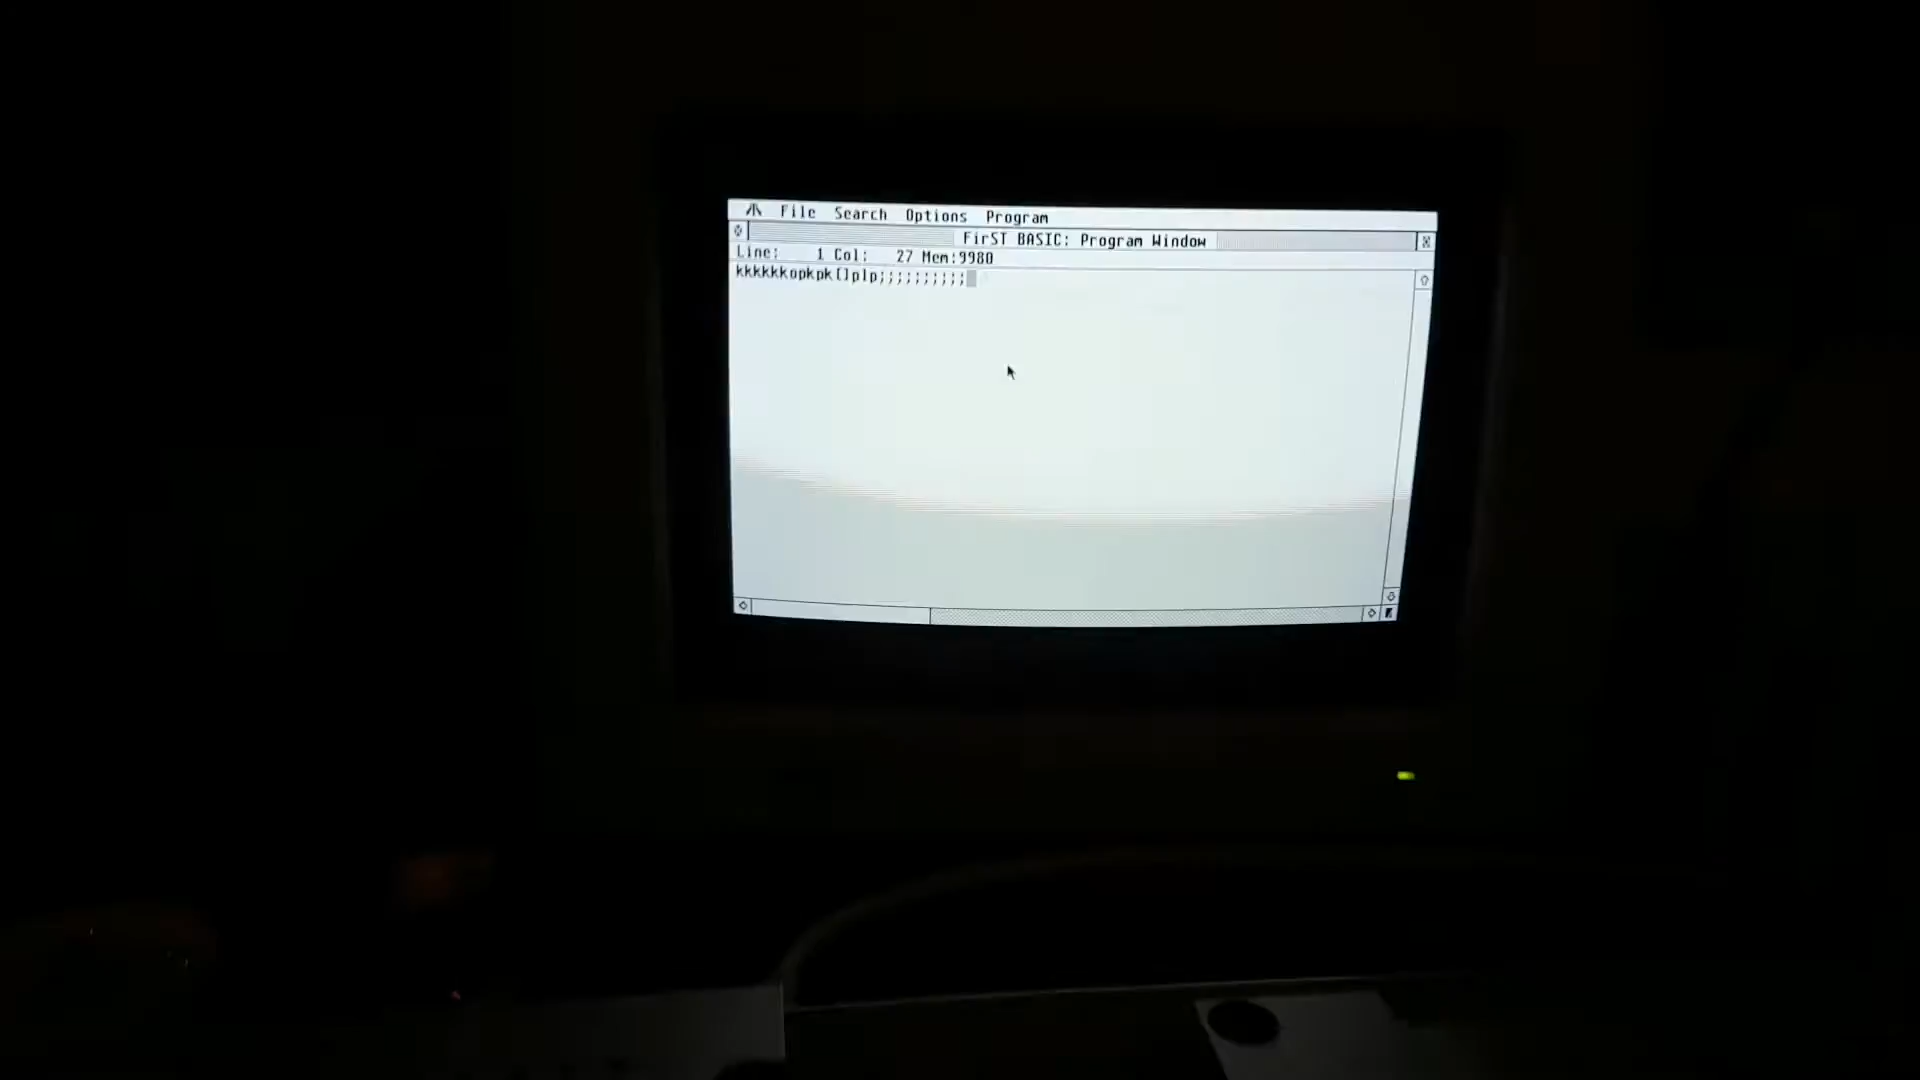 File Search Options Program
FirST BASIC: Program Window
Line: 1 Col: 27 Mem:9980
kkkkkkopkpk[]plp;;;;;;;;;;